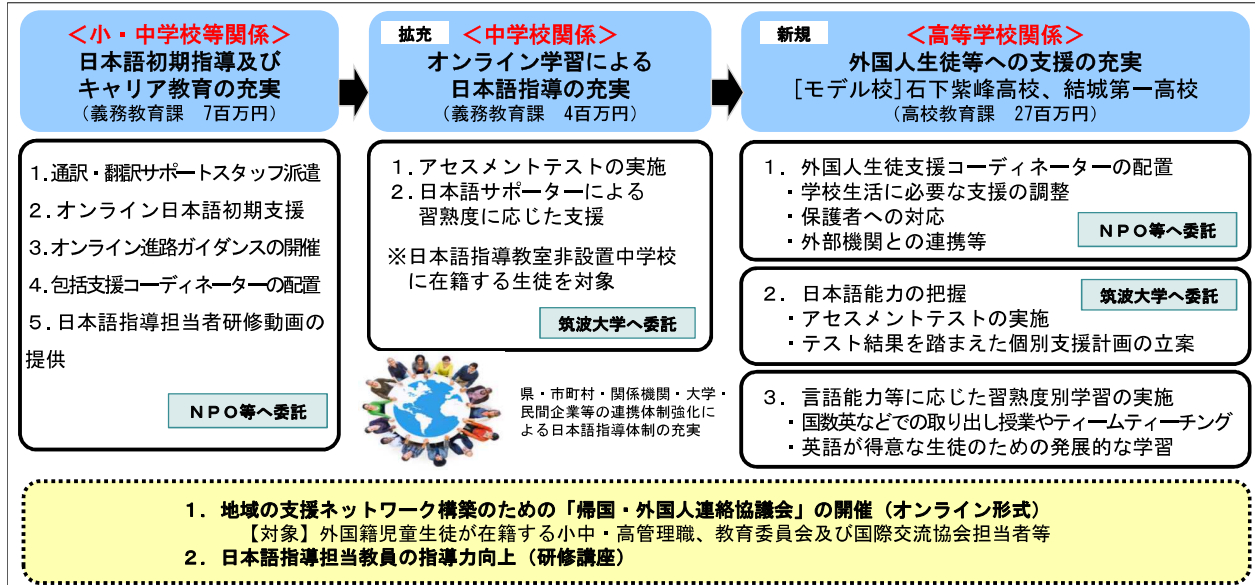 ＜小・中学校等関係＞
日本語初期指導及び
キャリア教育の充実
（義務教育課　7百万円）
1．通訳・翻訳サポートスタッフ派遣
2．オンライン日本語初期支援
3．オンライン進路ガイダンスの開催
4．包括支援コーディネーターの配置
5．日本語指導担当者研修動画の
提供
ＮＰＯ等へ委託
拡充
＜中学校関係＞
オンライン学習による
日本語指導の充実
（義務教育課　4百万円）
1．アセスメントテストの実施
2．日本語サポーターによる
習熟度に応じた支援
※日本語指導教室非設置中学校
に在籍する生徒を対象
筑波大学へ委託
県・市町村・関係機関・大学・
民間企業等の連携体制強化に
よる日本語指導体制の充実
新規
＜高等学校関係＞
外国人生徒等への支援の充実
[モデル校]石下紫峰高校、結城第一高校
（高校教育課　27百万円）
1．外国人生徒支援コーディネーターの配置
・学校生活に必要な支援の調整
・保護者への対応
・外部機関との連携等
ＮＰＯ等へ委託
2．日本語能力の把握
・アセスメントテストの実施
・テスト結果を踏まえた個別支援計画の立案
筑波大学へ委託
3．言語能力等に応じた習熟度別学習の実施
・国数英などでの取り出し授業やティームティーチング
・英語が得意な生徒のための発展的な学習
1．地域の支援ネットワーク構築のための「帰国・外国人連絡協議会」の開催（オンライン形式）
【対象】外国籍児童生徒が在籍する小中・高管理職、教育委員会及び国際交流協会担当者等
2．日本語指導担当教員の指導力向上（研修講座）